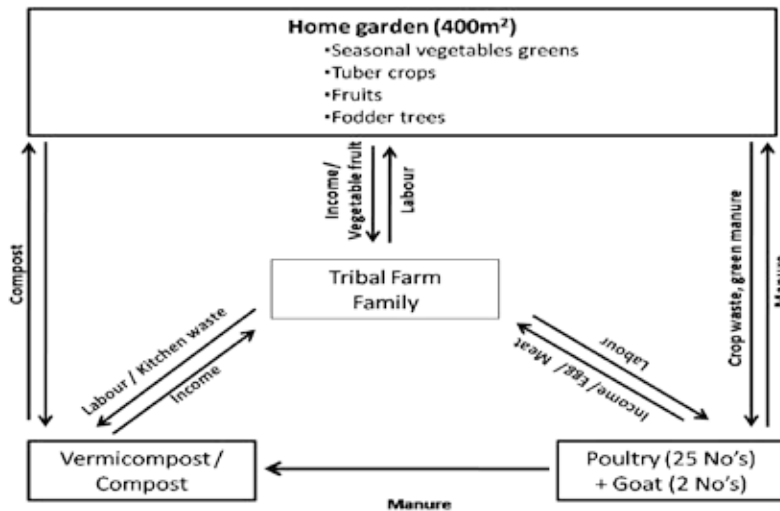 Home garden (400m²)
•Seasonal vegetables greens
•Tuber crops
•Fruits
•Fodder trees
Compost
Income/
Vegetable fruit
Labour
Crop waste, green manure
Manure
Tribal Farm
Family
Labour / Kitchen waste
Income
Labour
Income/Egg/ Meat
Vermicompost /
Compost
Manure
Poultry (25 No's)
+ Goat (2 No's)